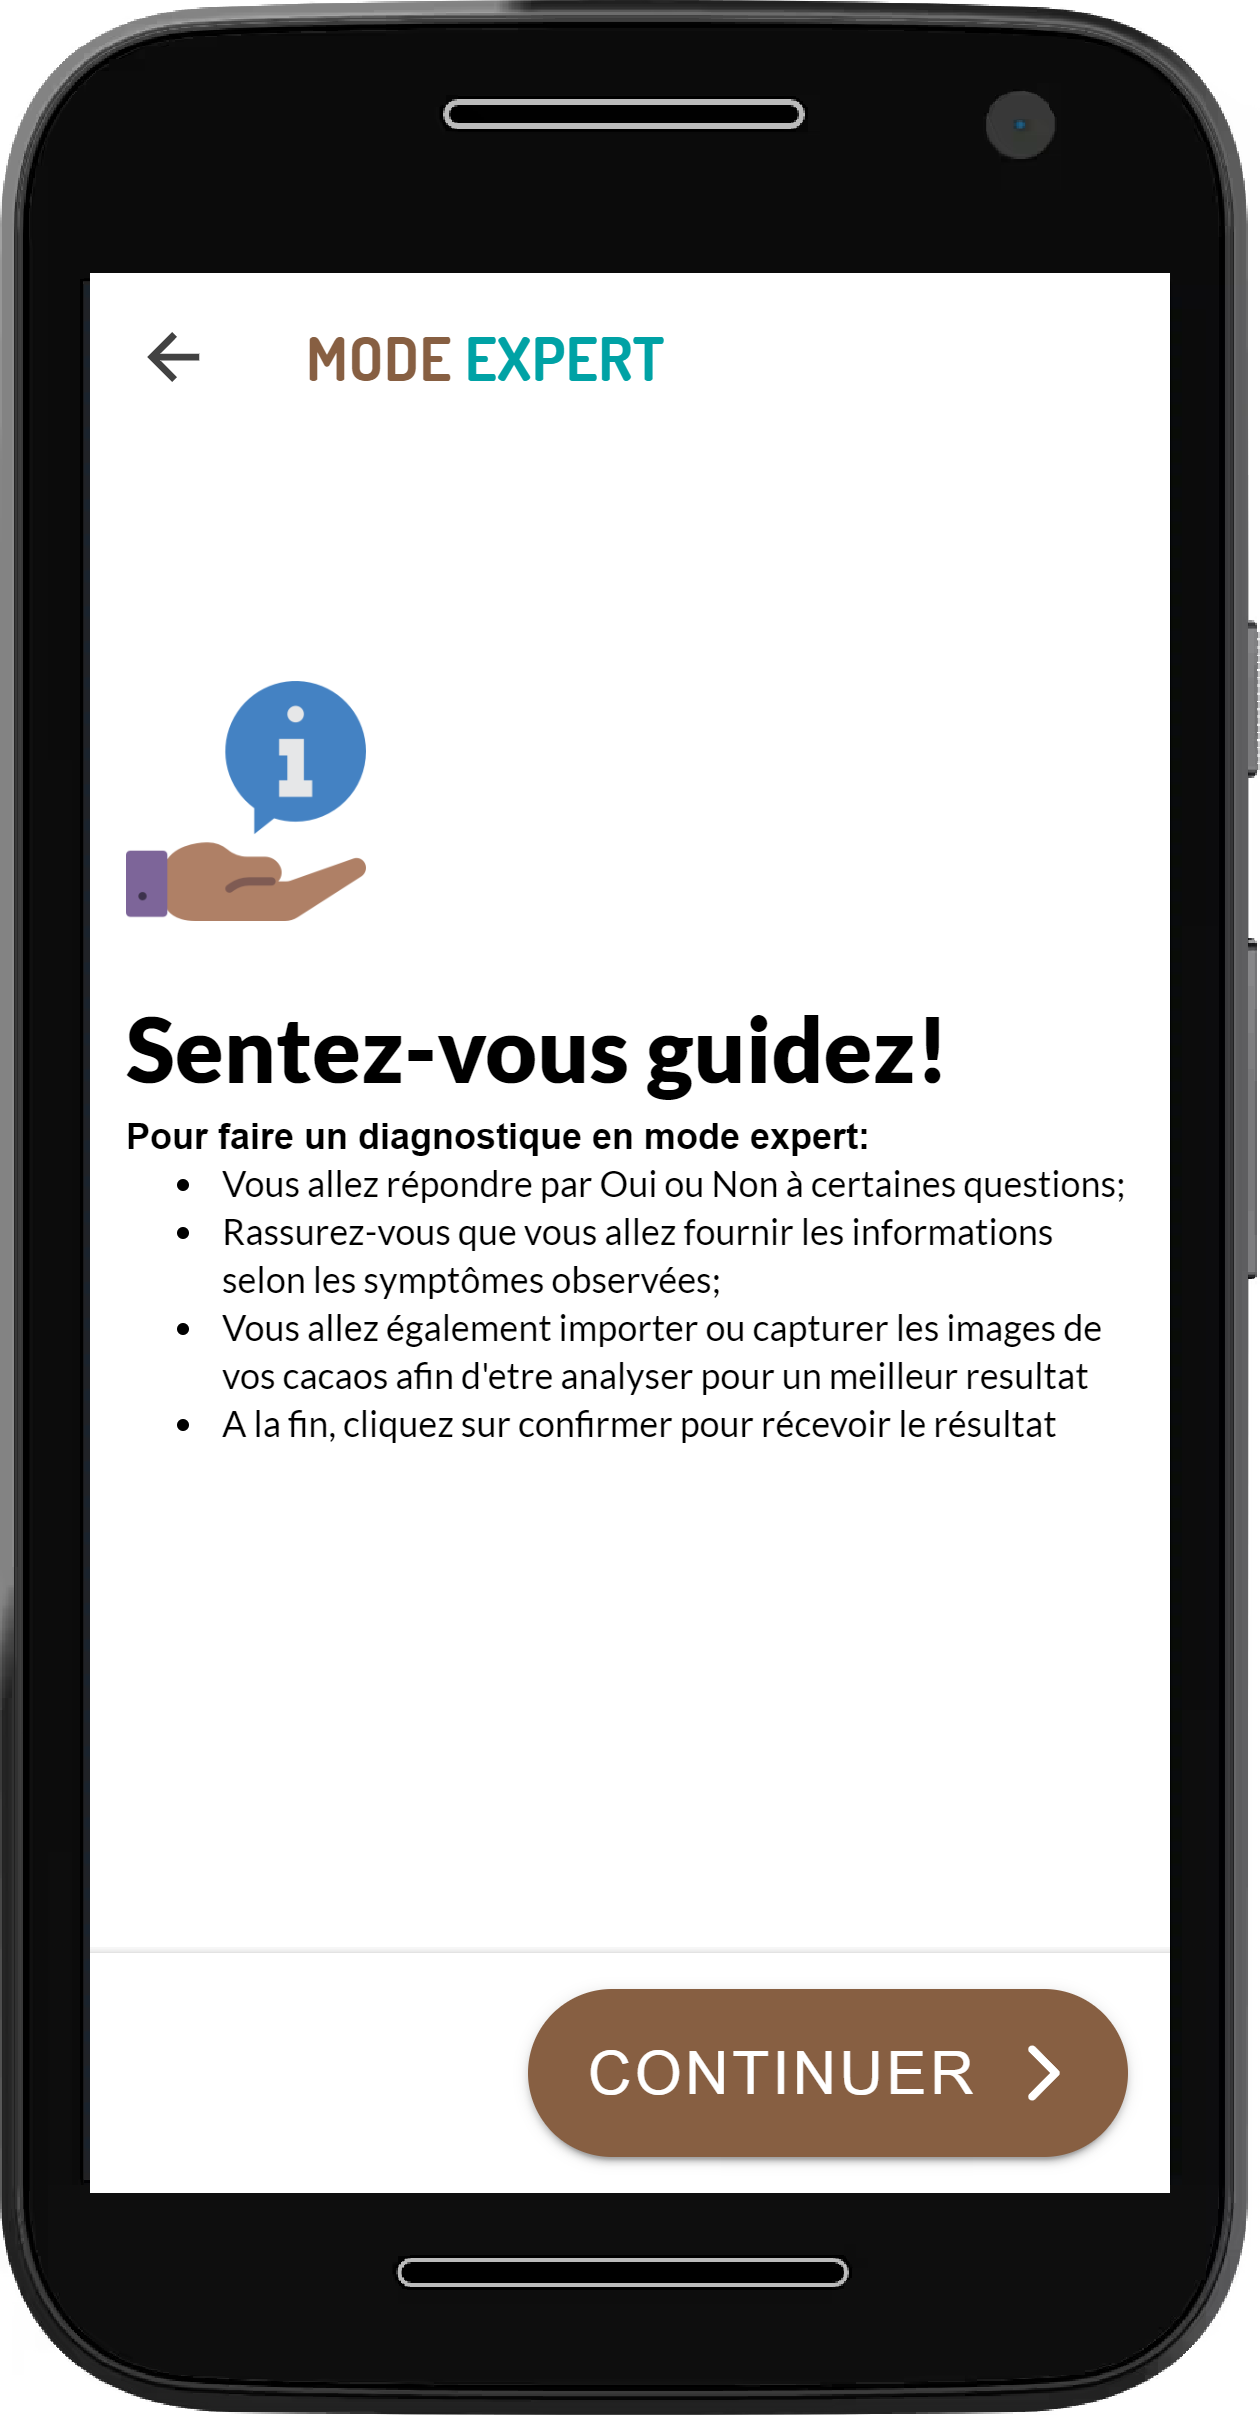 MODE EXPERT
i
Sentez-vous guidez!
Pour faire un diagnostique en mode expert:
• Vous allez répondre par Oui ou Non à certaines questions;
• Rassurez-vous que vous allez fournir les informations
selon les symptômes observées;
• Vous allez également importer ou capturer les images de
vos cacaos afin d'etre analyser pour un meilleur resultat
• A la fin, cliquez sur confirmer pour récevoir le résultat
CONTINUER